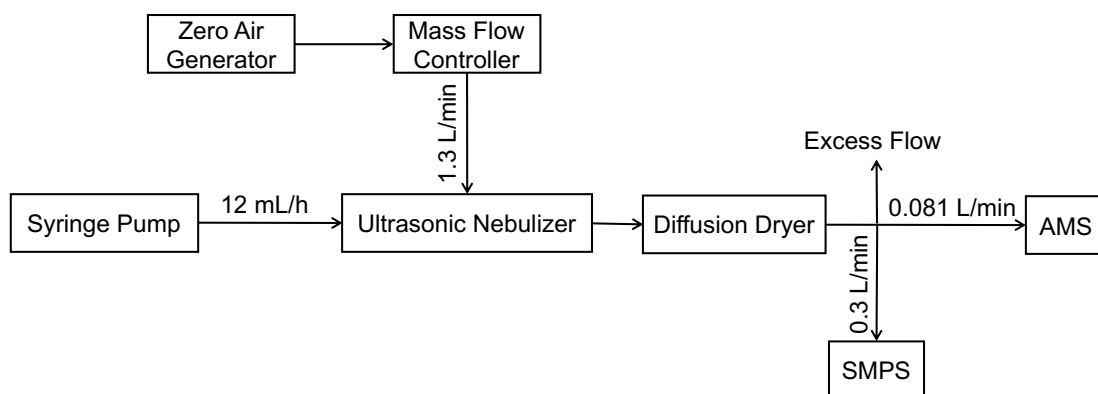 Zero Air
Generator
Mass Flow
Controller
1.3 L/min
Excess Flow
Syringe Pump
12 mL/h
Ultrasonic Nebulizer
Diffusion Dryer
0.081 L/min
AMS
0.3 L/min
SMPS